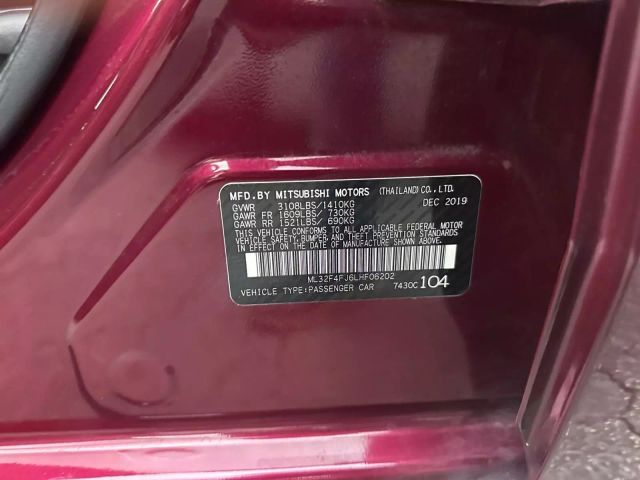 MFD.BY MITSUBISHI MOTORS (THAILAND) CO., LTD.
GVWR 3108LBS/1410KG DEC 2019
GAWR FR 1609LBS/ 730KG
GAWR RR 1521LBS/ 690KG
THIS VEHICLE CONFORMS TO ALL APPLICABLE U.S. FEDERAL MOTOR
VEHICLE SAFETY, BUMPER, AND THEFT PREVENTION STANDARDS
IN EFFECT ON THE DATE OF MANUFACTURE SHOWN ABOVE.
ML32F4FJ6LHF06202
VEHICLE TYPE:PASSENGER CAR 7430C 104